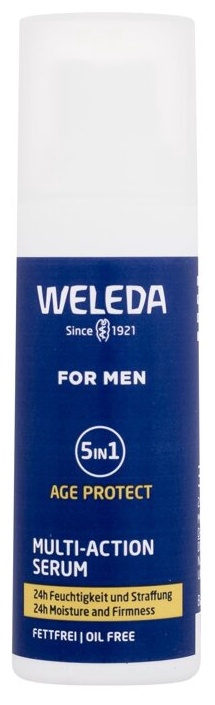 WELEDA
Since 1921
FOR MEN
5IN1
AGE PROTECT
MULTI-ACTION
SERUM
24h Feuchtigkeit und Straffung
24h Moisture and Firmness
FETTFREI | OIL FREE